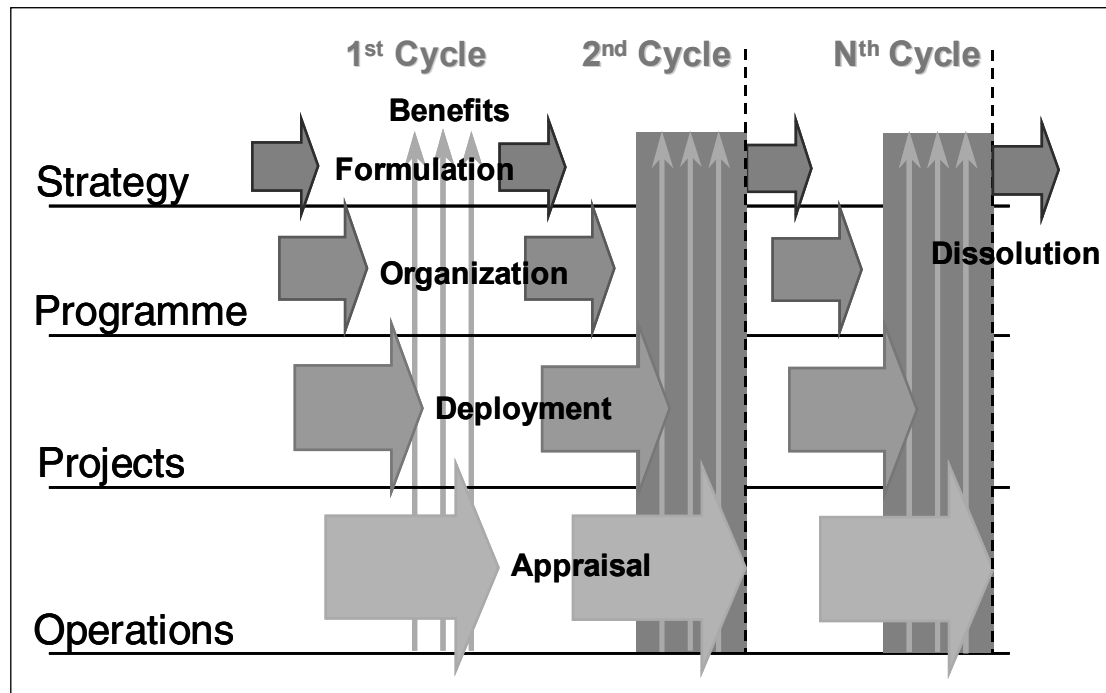 1st Cycle 2nd Cycle Nth Cycle
Benefits
Formulation
Strategy
Organization
Dissolution
Programme
Deployment
Projects
Appraisal
Operations